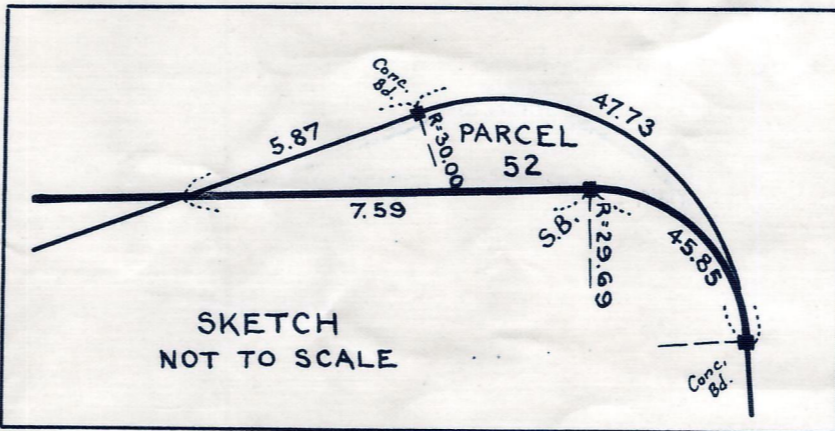 Conc.
Bd.
5.87
R=30.00
47.73
PARCEL
52
7.59
S.B.
R=29.69
45.85
SKETCH
NOT TO SCALE
Conc.
Bd.